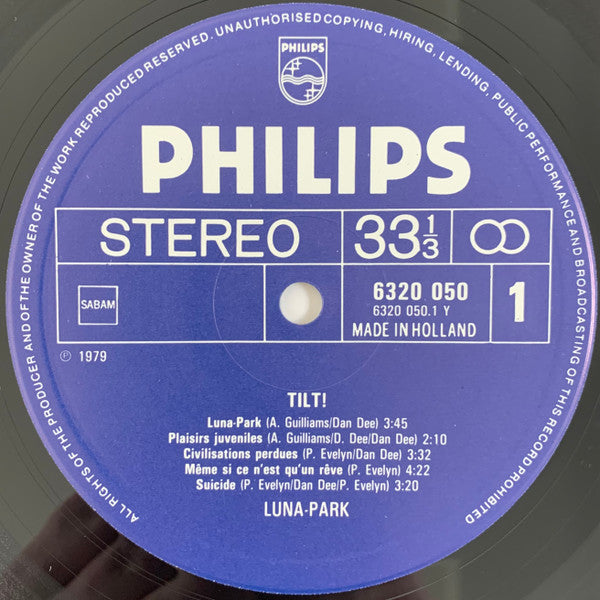 ALL RIGHTS OF THE PRODUCER AND OF THE OWNER OF THE WORK REPRODUCED RESERVED. UNAUTHORISED COPYING, HIRING, LENDING, PUBLIC PERFORMANCE AND BROADCASTING OF THIS RECORD PROHIBITED
PHILIPS
PHILIPS
STEREO 33 1/3
SABAM
6320 050
6320 050.1 Y
MADE IN HOLLAND
1
℗ 1979
TILT!
Luna-Park (A. Guilliams/Dan Dee) 3:45
Plaisirs juveniles (A. Guilliams/D. Dee/Dan Dee) 2:10
Civilisations perdues (P. Evelyn/Dan Dee) 3:32
Même si ce n'est qu'un rêve (P. Evelyn) 4:22
Suicide (P. Evelyn/Dan Dee/P. Evelyn) 3:20
LUNA-PARK